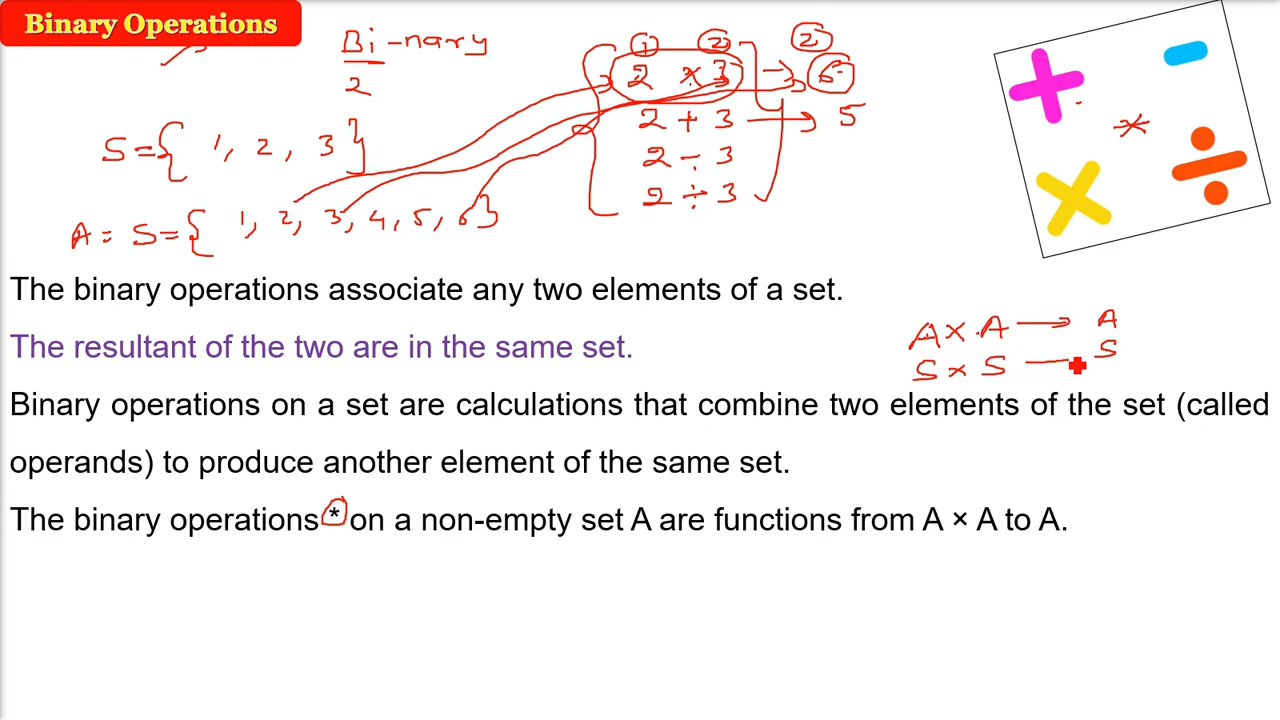 Binary Operations
Bi-nary
2
① ② ②
2 × 3 → 6
2 + 3 → 5
2 - 3
2 ÷ 3
S = { 1, 2, 3 }
A = S = { 1, 2, 3, 4, 5, 6 }
+ -
*
× ÷
The binary operations associate any two elements of a set.
A × A → A
The resultant of the two are in the same set.
S × S — S
Binary operations on a set are calculations that combine two elements of the set (called
operands) to produce another element of the same set.
The binary operations * on a non-empty set A are functions from A × A to A.